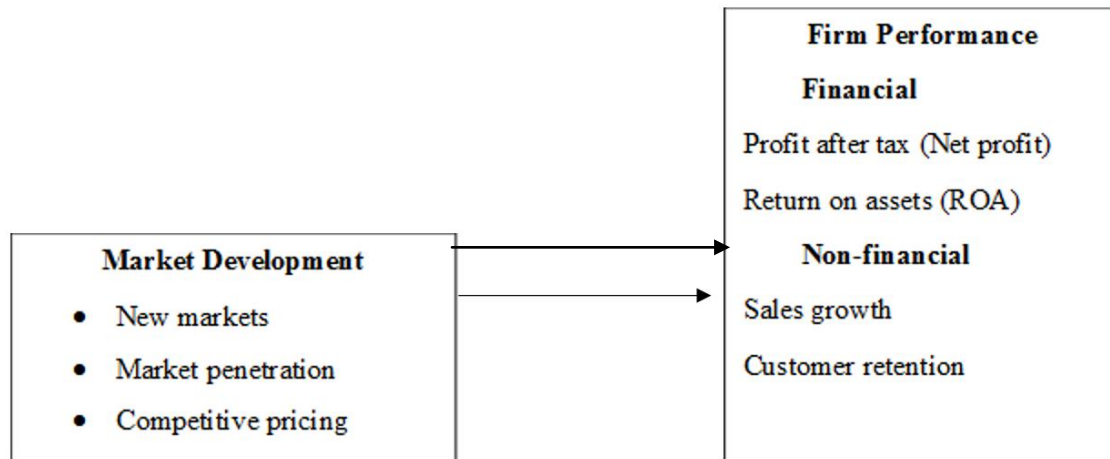 Firm Performance
Financial
Profit after tax (Net profit)
Return on assets (ROA)
Non-financial
Sales growth
Customer retention
Market Development
• New markets
• Market penetration
• Competitive pricing